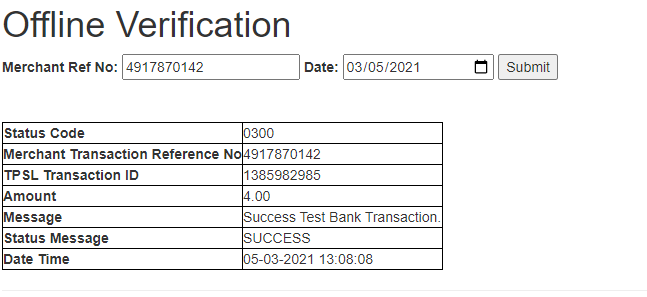 Offline Verification
Merchant Ref No: 4917870142 Date: 03/05/2021 Submit
Status Code 0300
Merchant Transaction Reference No 4917870142
TPSL Transaction ID 1385982985
Amount 4.00
Message Success Test Bank Transaction.
Status Message SUCCESS
Date Time 05-03-2021 13:08:08